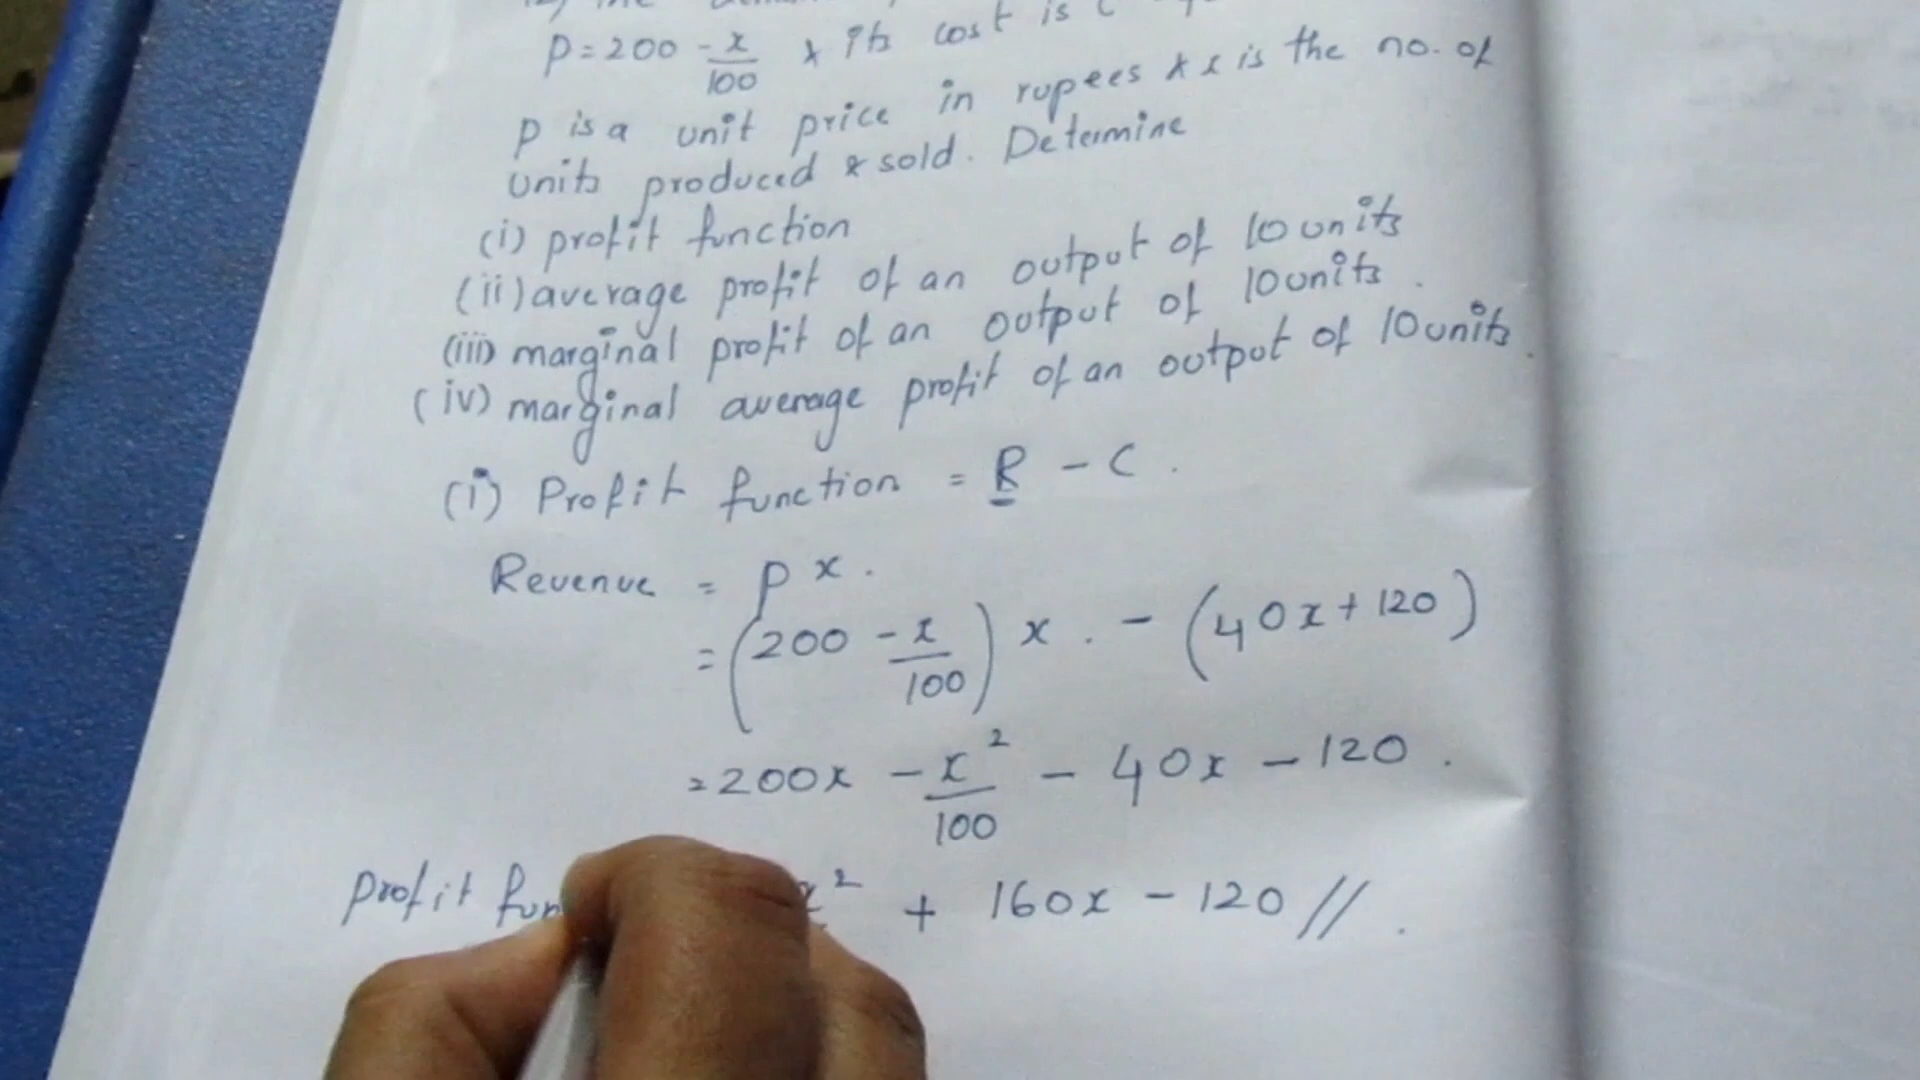 P = 200 - x/100 & its cost is C
p is a unit price in rupees & x is the no. of
units produced & sold. Determine
(i) profit function
(ii) average profit of an output of 10 units
(iii) marginal profit of an output of 10 units.
(iv) marginal average profit of an output of 10 units.
(i) Profit function = R - C.
Revenue = px.
= (200 - x/100) x. - (40x + 120)
= 200x - x²/100 - 40x - 120.
profit fun x² + 160x - 120 //.